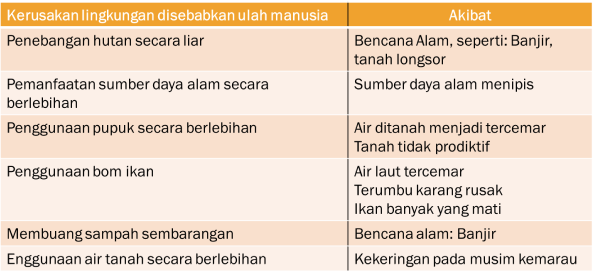 Kerusakan lingkungan disebabkan ulah manusia Akibat
Penebangan hutan secara liar Bencana Alam, seperti: Banjir,
tanah longsor
Pemanfaatan sumber daya alam secara Sumber daya alam menipis
berlebihan
Penggunaan pupuk secara berlebihan Air ditanah menjadi tercemar
Tanah tidak prodiktif
Penggunaan bom ikan Air laut tercemar
Terumbu karang rusak
Ikan banyak yang mati
Membuang sampah sembarangan Bencana alam: Banjir
Enggunaan air tanah secara berlebihan Kekeringan pada musim kemarau